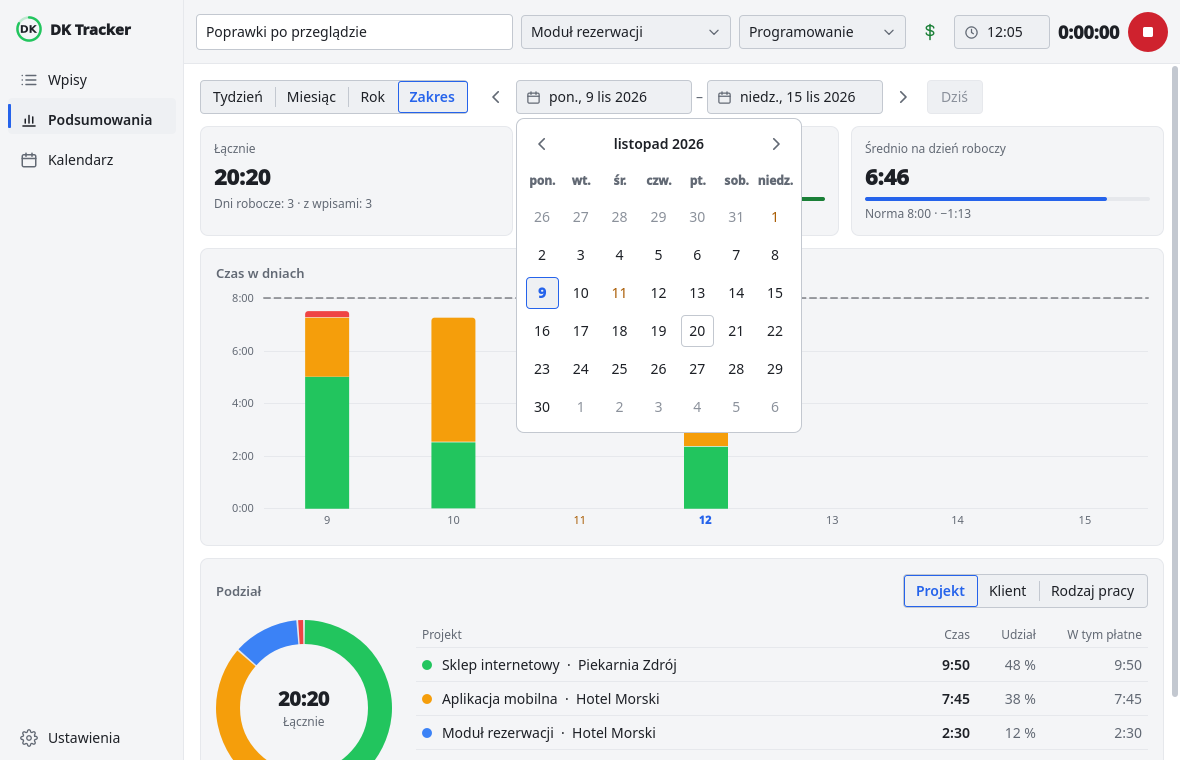 DK DK Tracker
Poprawki po przeglądzie
Moduł rezerwacji
Programowanie
$
12:05
0:00:00
Wpisy
Podsumowania
Kalendarz
Ustawienia
Tydzień Miesiąc Rok Zakres
pon., 9 lis 2026 – niedz., 15 lis 2026
Dziś
Łącznie
20:20
Dni robocze: 3 · z wpisami: 3
Średnio na dzień roboczy
6:46
Norma 8:00 · −1:13
listopad 2026
pon. wt. śr. czw. pt. sob. niedz.
26 27 28 29 30 31 1
2 3 4 5 6 7 8
9 10 11 12 13 14 15
16 17 18 19 20 21 22
23 24 25 26 27 28 29
30 1 2 3 4 5 6
Czas w dniach
8:00
6:00
4:00
2:00
0:00
9 10 11 12 13 14 15
Podział
Projekt Klient Rodzaj pracy
20:20
Łącznie
Projekt Czas Udział W tym płatne
Sklep internetowy · Piekarnia Zdrój 9:50 48 % 9:50
Aplikacja mobilna · Hotel Morski 7:45 38 % 7:45
Moduł rezerwacji · Hotel Morski 2:30 12 % 2:30